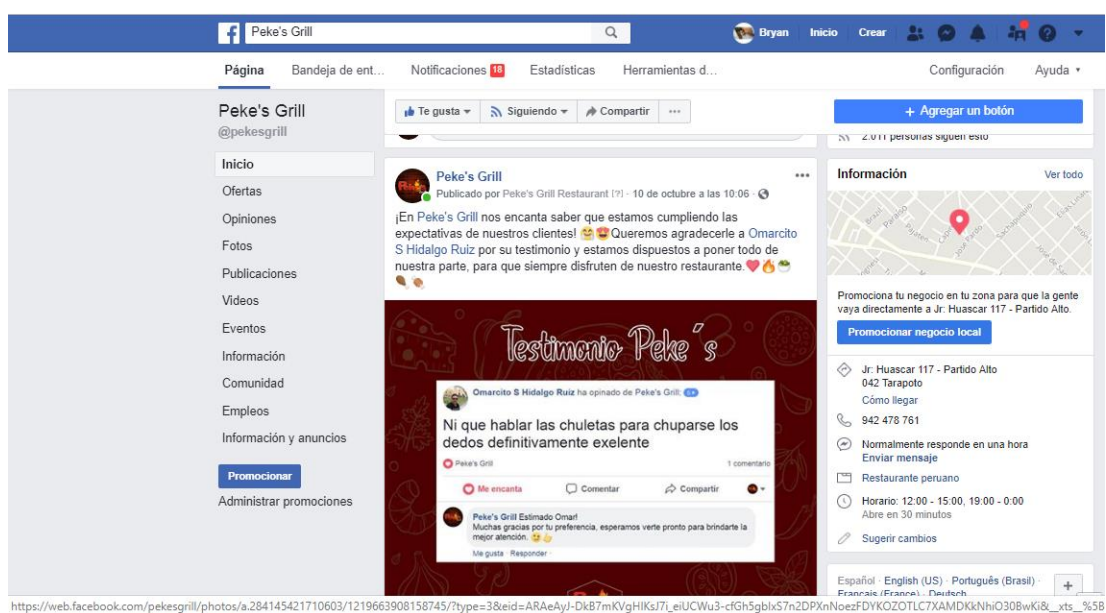 Peke's Grill
Bryan Inicio Crear
Página Bandeja de ent... Notificaciones 18 Estadísticas Herramientas d... Configuración Ayuda
Peke's Grill
@pekesgrill
Inicio
Ofertas
Opiniones
Fotos
Publicaciones
Videos
Eventos
Información
Comunidad
Empleos
Información y anuncios
Promocionar
Administrar promociones
Te gusta Siguiendo Compartir ...
+ Agregar un botón
2.011 personas siguen esto
Peke's Grill
Publicado por Peke's Grill Restaurant [?] · 10 de octubre a las 10:06 ·
¡En Peke's Grill nos encanta saber que estamos cumpliendo las
expectativas de nuestros clientes! 🤗😍Queremos agradecerle a Omarcito
S Hidalgo Ruiz por su testimonio y estamos dispuestos a poner todo de
nuestra parte, para que siempre disfruten de nuestro restaurante.❤🔥🥗
🍗🍖
Testimonio Peke´s
Omarcito S Hidalgo Ruiz ha opinado de Peke's Grill:
Ni que hablar las chuletas para chuparse los
dedos definitivamente exelente
Peke's Grill 1 comentario
Me encanta Comentar Compartir
Peke's Grill Estimado Omar!
Muchas gracias por tu preferencia, esperamos verte pronto para brindarte la
mejor atención.
Me gusta · Responder ·
Información Ver todo
Promociona tu negocio en tu zona para que la gente
vaya directamente a Jr: Huascar 117 - Partido Alto.
Promocionar negocio local
Jr: Huascar 117 - Partido Alto
042 Tarapoto
Cómo llegar
942 478 761
Normalmente responde en una hora
Enviar mensaje
Restaurante peruano
Horario: 12:00 - 15:00, 19:00 - 0:00
Abre en 30 minutos
Sugerir cambios
Español · English (US) · Português (Brasil) ·
Français (France) · Deutsch